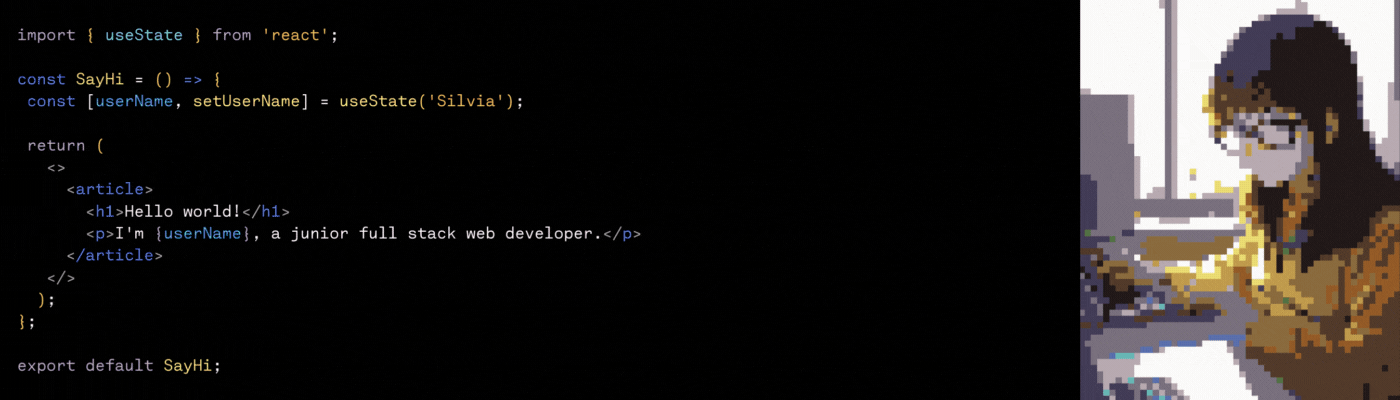 import { useState } from 'react';
const SayHi = () => {
const [userName, setUserName] = useState('Silvia');
return (
<>
<article>
<h1>Hello world!</h1>
<p>I'm {userName}, a junior full stack web developer.</p>
</article>
</>
);
};
export default SayHi;